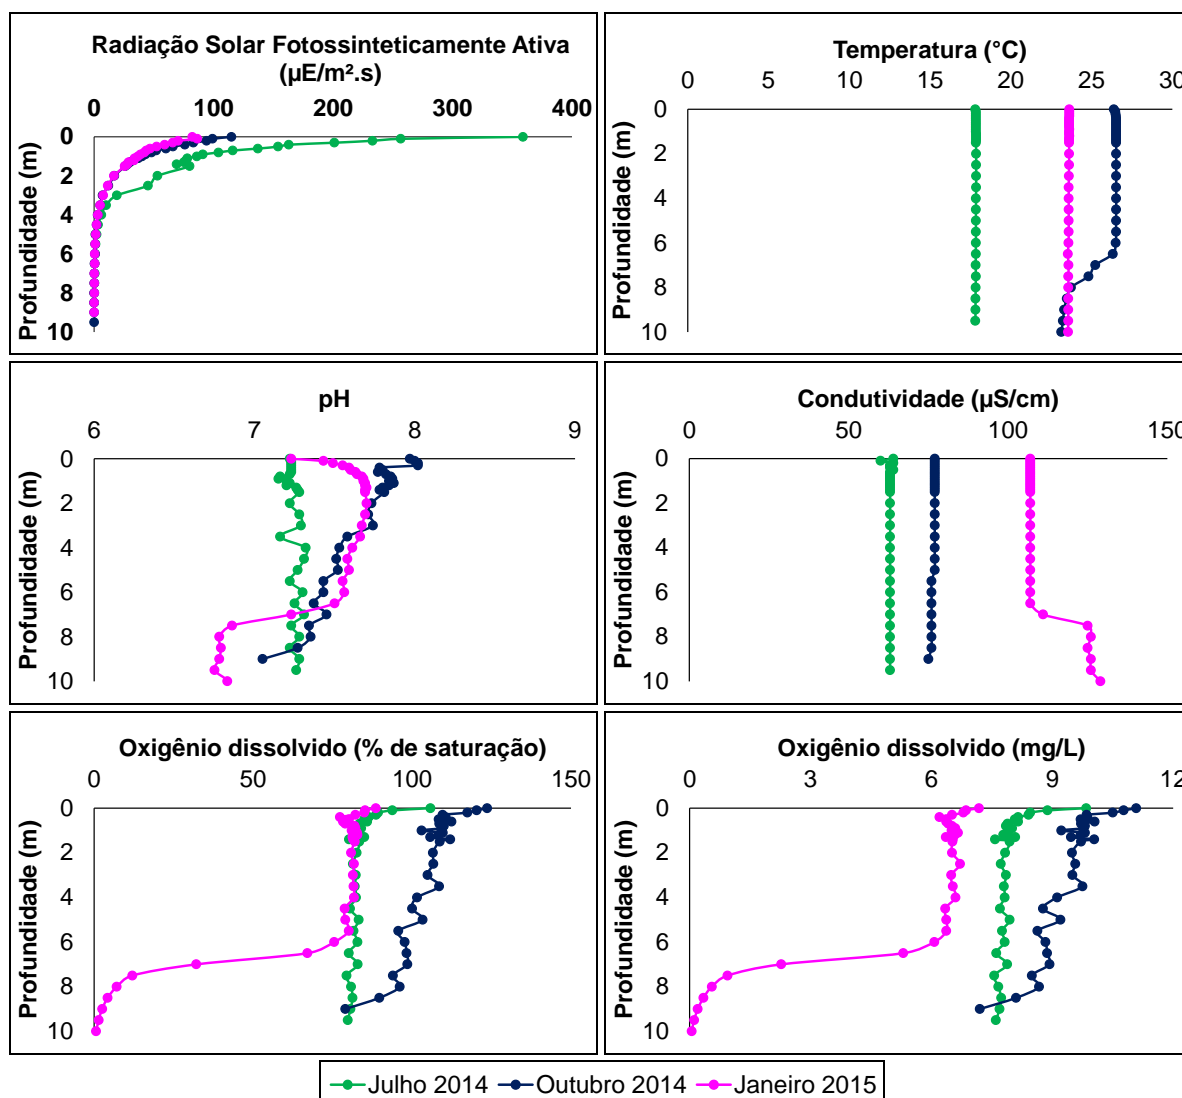 Radiação Solar Fotossinteticamente Ativa
(µE/m².s)
0 100 200 300 400
0
2
4
6
8
10
Profundidade (m)
Temperatura (°C)
0 5 10 15 20 25 30
0
2
4
6
8
10
Profundidade (m)
pH
6 7 8 9
0
2
4
6
8
10
Profundidade (m)
Condutividade (µS/cm)
0 50 100 150
0
2
4
6
8
10
Profundidade (m)
Oxigênio dissolvido (% de saturação)
0 50 100 150
0
2
4
6
8
10
Profundidade (m)
Oxigênio dissolvido (mg/L)
0 3 6 9 12
0
2
4
6
8
10
Profundidade (m)
Julho 2014 Outubro 2014 Janeiro 2015